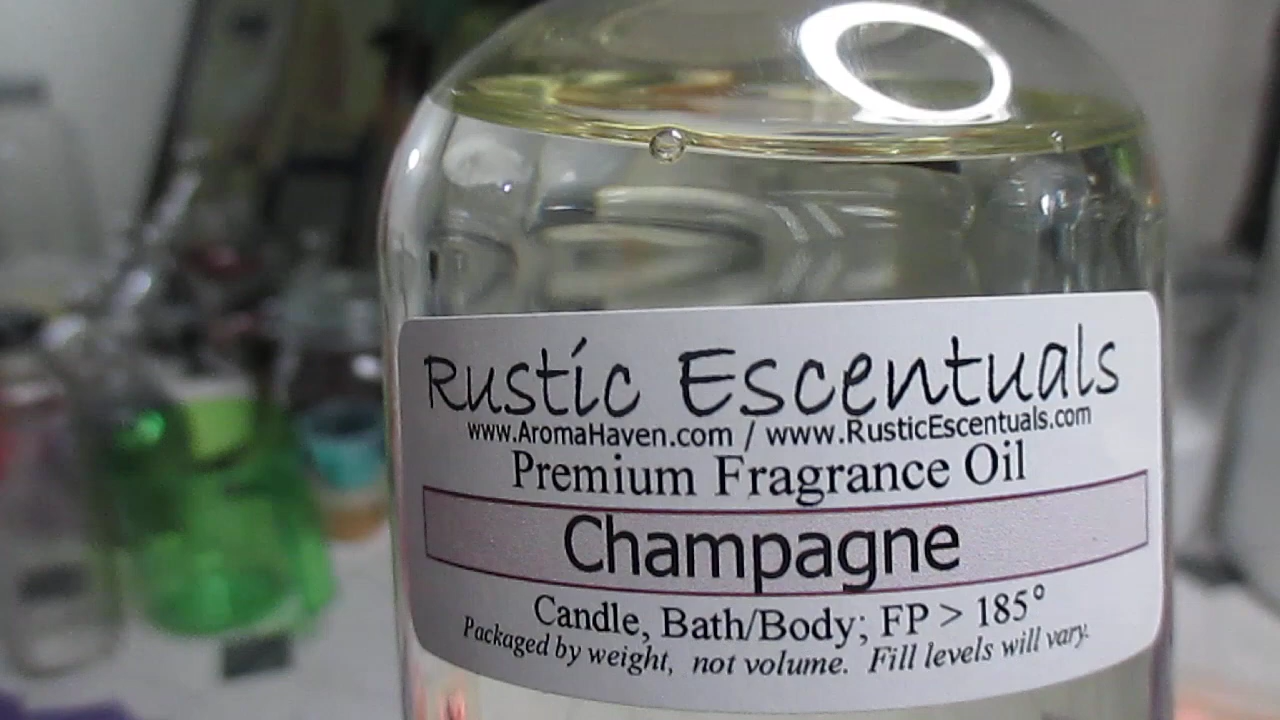 Rustic Escentuals
www.AromaHaven.com / www.RusticEscentuals.com
Premium Fragrance Oil
Champagne
Candle, Bath/Body; FP > 185°
Packaged by weight, not volume. Fill levels will vary.